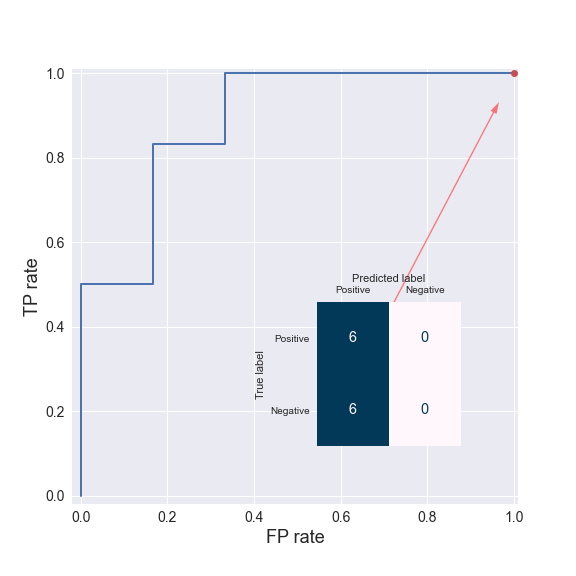 1.0
0.8
0.6
0.4
0.2
0.0
TP rate
Predicted label
Positive Negative
Positive 6 0
True label
Negative 6 0
0.0 0.2 0.4 0.6 0.8 1.0
FP rate